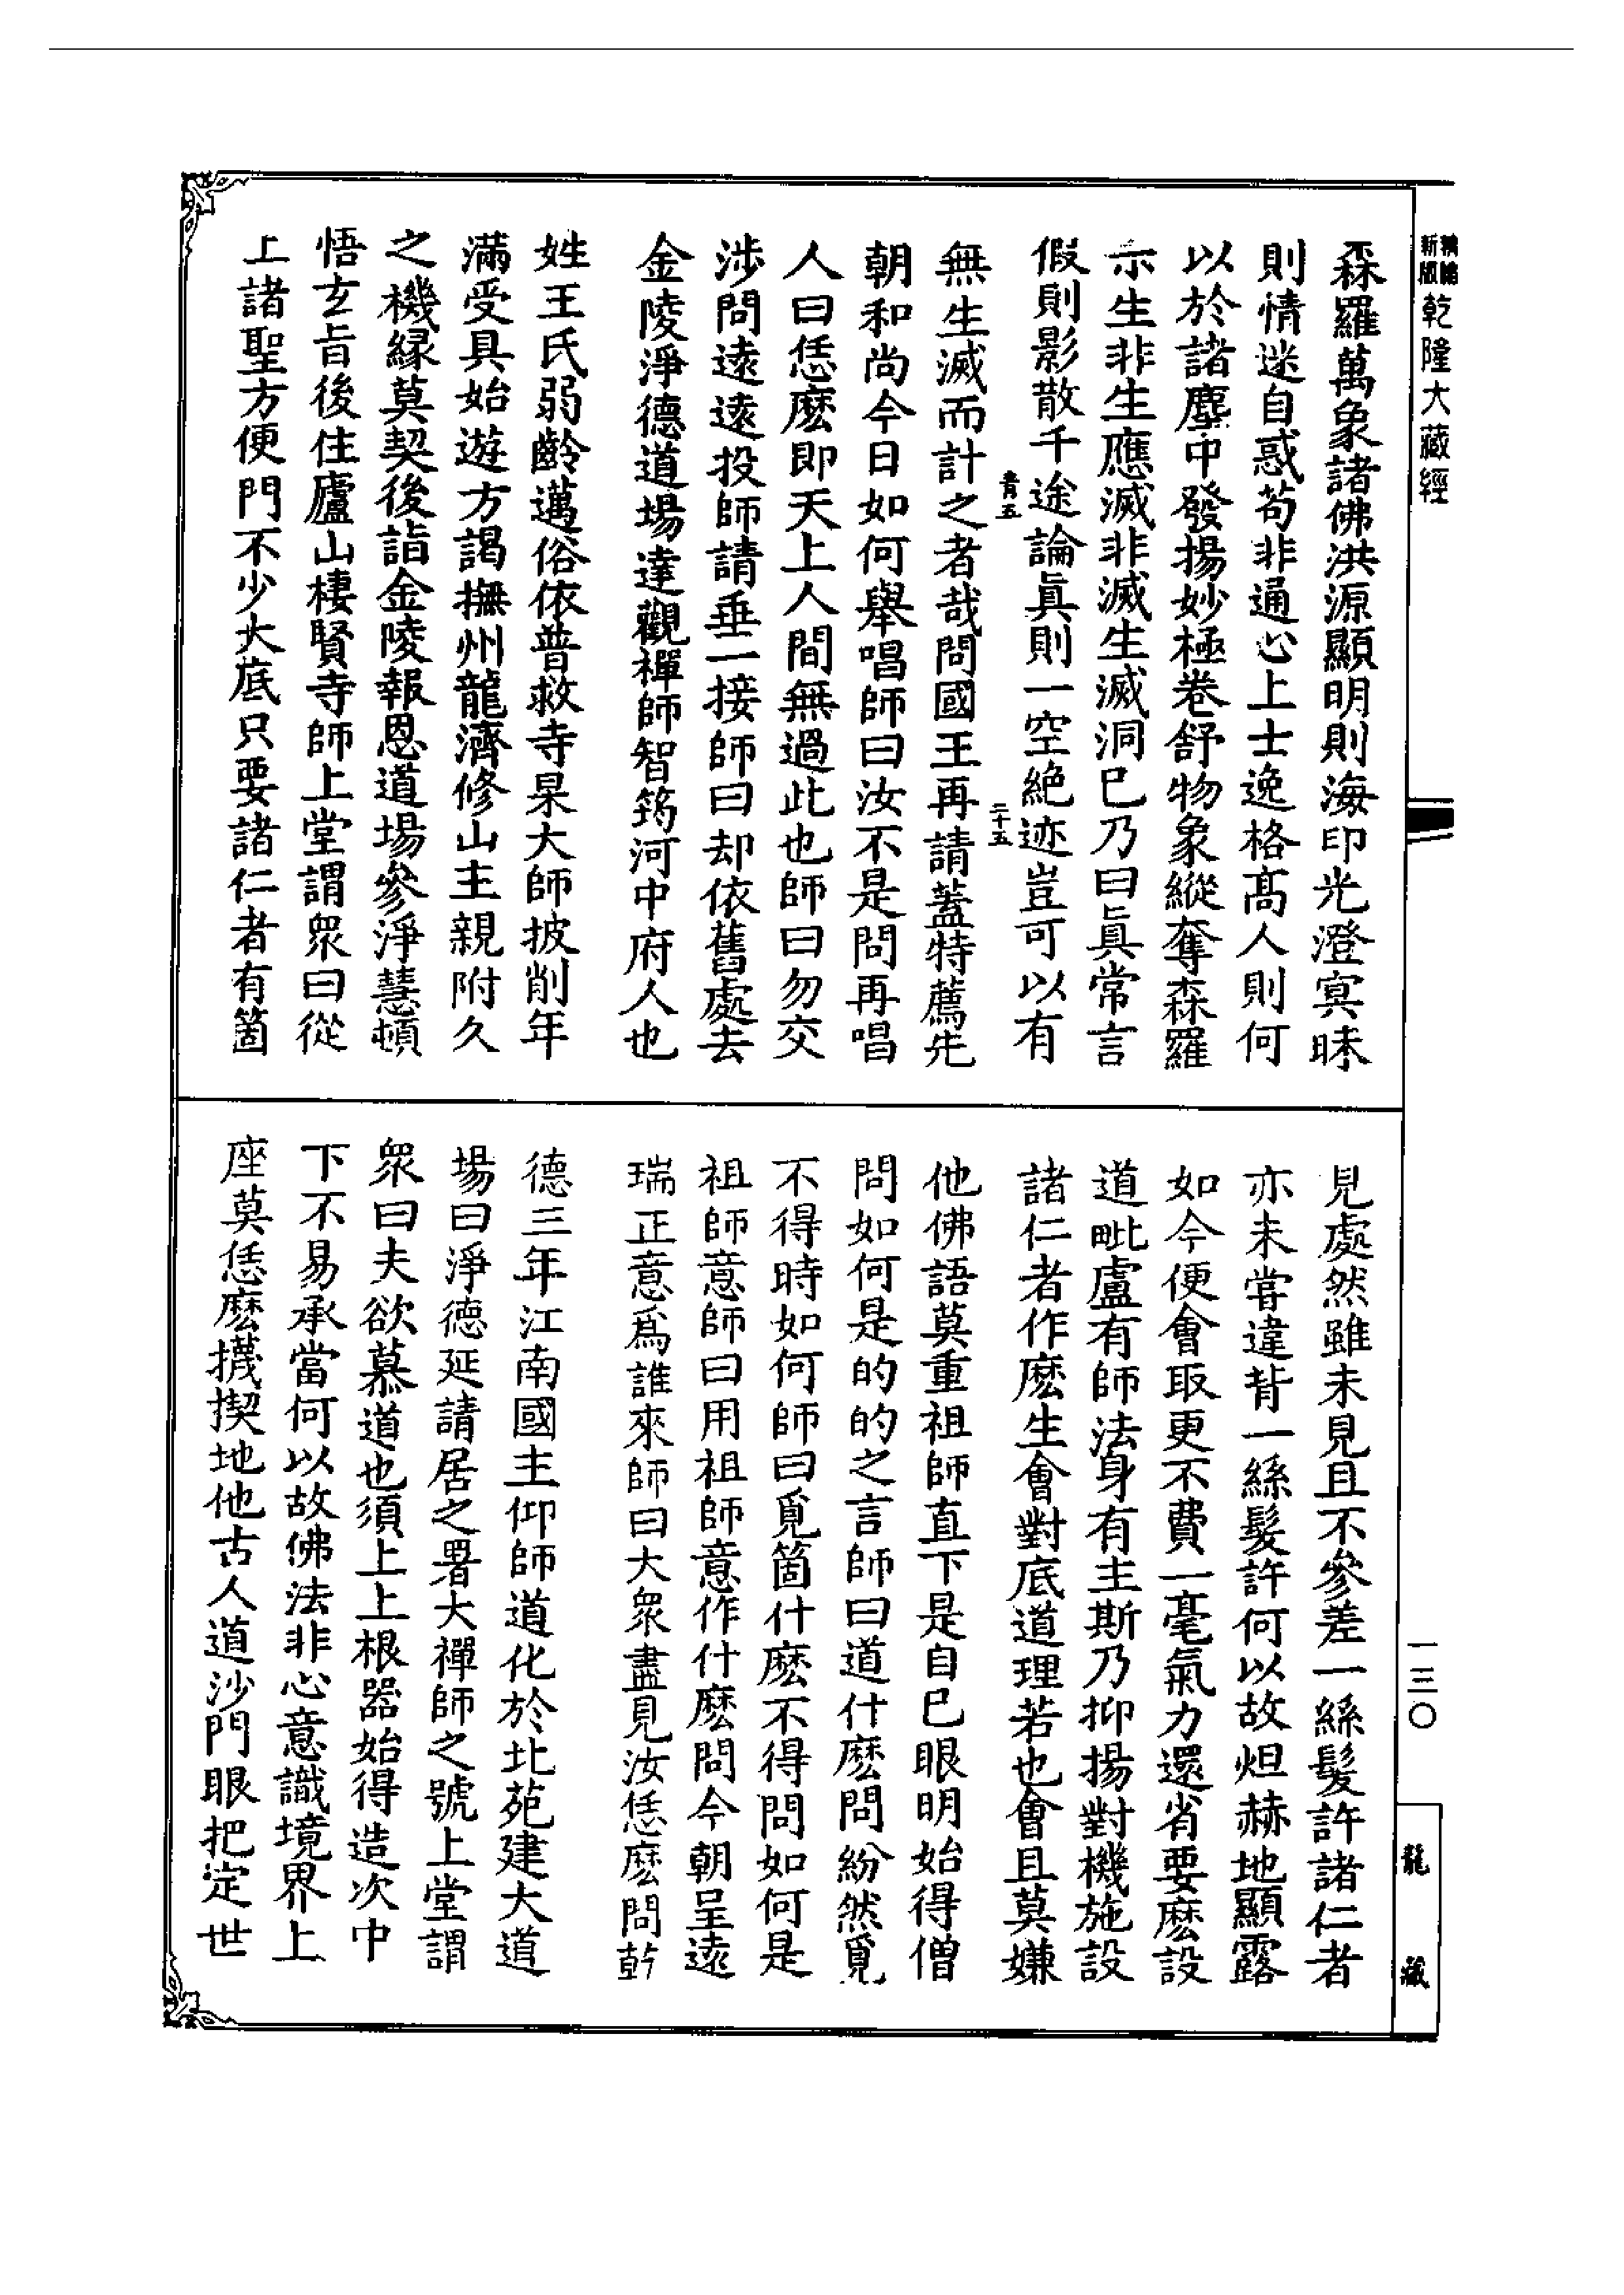 精縮
新版
乾隆大藏經
森羅萬象諸佛洪源顯明則海印光澄冥昧
則情迷自惑苟非通心上士逸格髙人則何
以於諸塵中發揚妙極卷舒物象縱奪森羅
示生非生應滅非滅生滅洞巳乃曰眞常言
假則影散千途論眞則一空絶迹豈可以有
青五
二十五
無生滅而計之者哉問國王再請蓋特薦先
朝和尚今日如何舉唱師曰汝不是問再唱
人曰恁麽即天上人間無過此也師曰勿交
涉問逺逺投師請垂一接師曰却依舊處去
金陵淨德道場達觀禪師智筠河中府人也
姓王氏弱齡邁俗依普救寺杲大師披削年
滿受具始遊方謁撫州龍濟修山主親附久
之機縁莫契後詣金陵報恩道場參淨慧頓
悟玄旨後住廬山棲賢寺師上堂謂衆曰從
上諸聖方便門不少大底只要諸仁者有箇
見處然雖未見且不參差一絲髮許諸仁者
亦未甞違背一絲髮許何以故烜赫地顯露
如今便會取更不費一毫氣力還省要麽設
道毗盧有師法身有主斯乃抑揚對機施設
諸仁者作麽生會對底道理若也會且莫嫌
他佛語莫重祖師直下是自巳眼明始得僧
問如何是的的之言師曰道什麽問紛然覓
不得時如何師曰覓箇什麽不得問如何是
祖師意師曰用祖師意作什麽問今朝呈逺
瑞正意爲誰來師曰大衆盡見汝恁麽問乾
德三年江南國主仰師道化於北苑建大道
場曰淨德延請居之署大禪師之號上堂謂
衆曰夫欲慕道也須上上根器始得造次中
下不易承當何以故佛法非心意識境界上
座莫恁麽㩢揳地他古人道沙門眼把定世
一三〇
龍藏